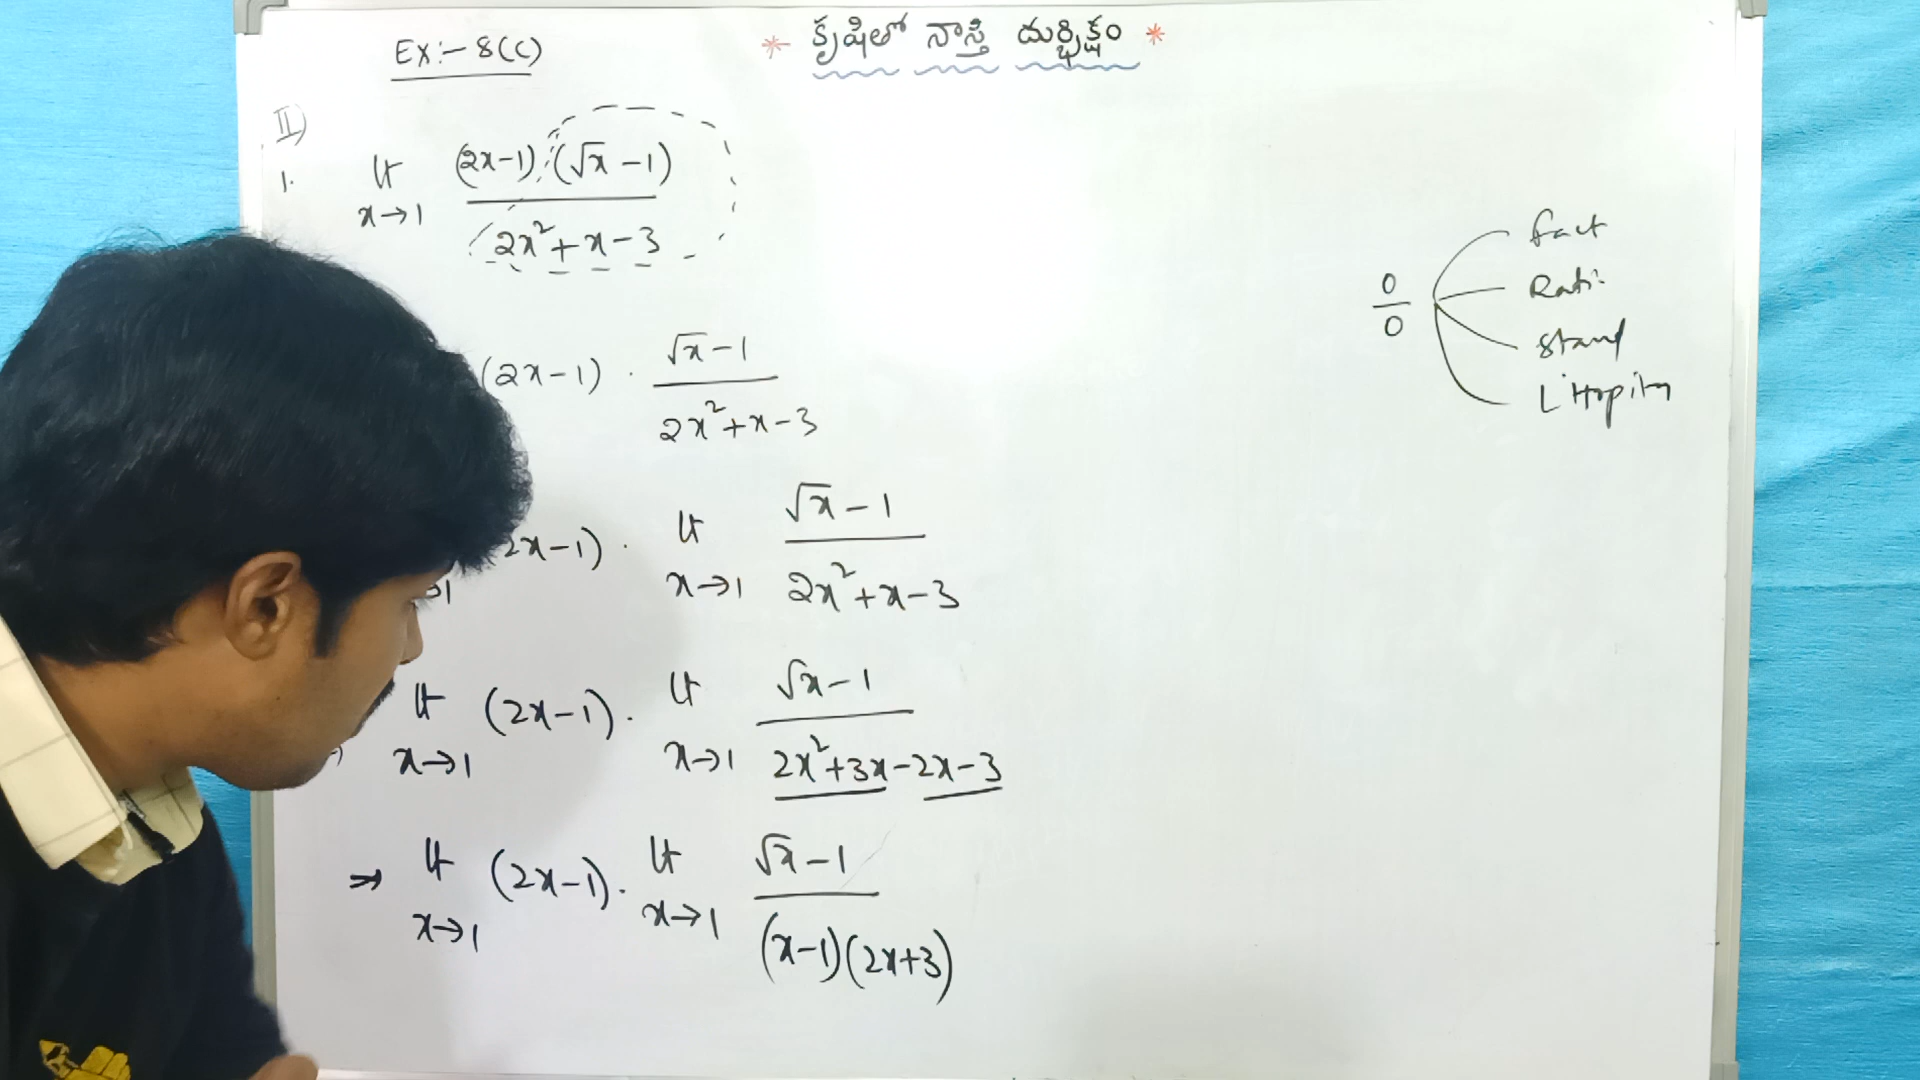 Ex:- 8(C)
* కృషితో నాస్తి దుర్భిక్షం *
II)
1. lt x→1 (2x-1) (√x -1) / 2x²+x-3
(2x-1) · √x-1 / 2x²+x-3
2x-1) · lt x→1 √x-1 / 2x²+x-3
lt x→1 (2x-1) · lt x→1 √x-1 / 2x²+3x-2x-3
⇒ lt x→1 (2x-1) · lt x→1 √x-1 / (x-1)(2x+3)
0/0
fact
Rati